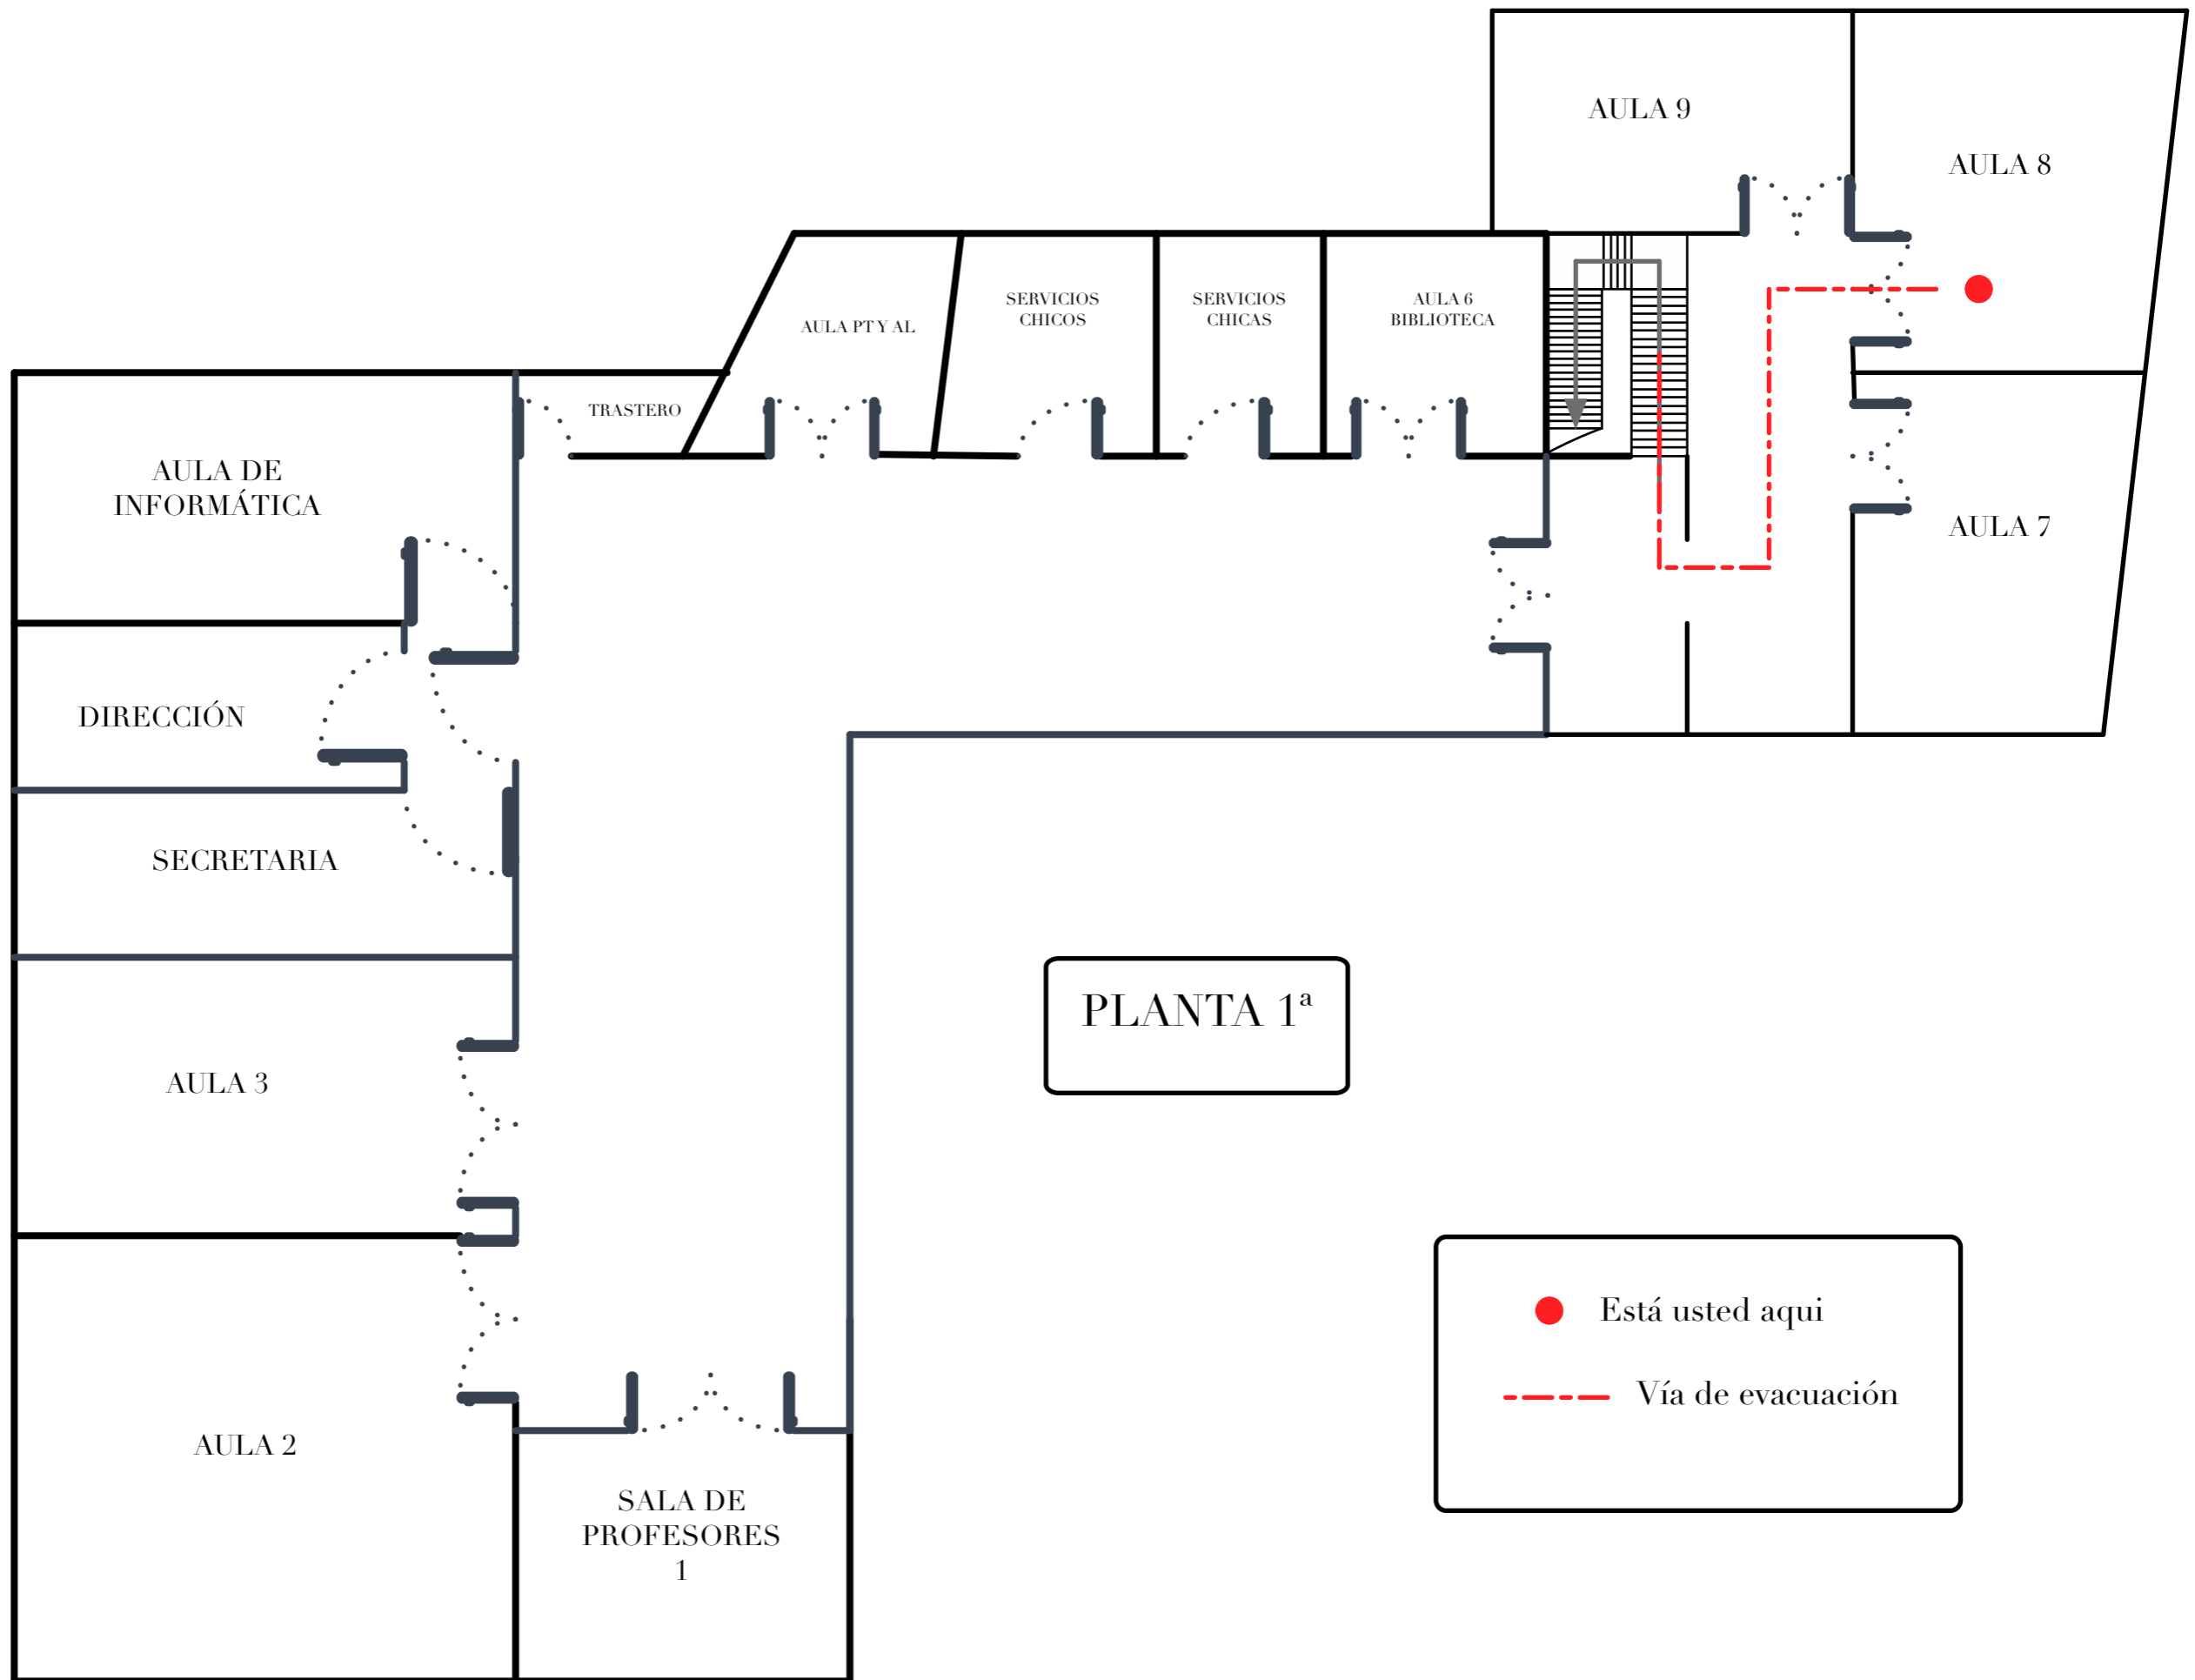 AULA 9
AULA 8
SERVICIOS
CHICOS
SERVICIOS
CHICAS
AULA 6
BIBLIOTECA
AULA PT Y AL
TRASTERO
AULA DE
INFORMÁTICA
AULA 7
DIRECCIÓN
SECRETARIA
PLANTA 1ª
AULA 3
Está usted aqui
Vía de evacuación
AULA 2
SALA DE
PROFESORES
1